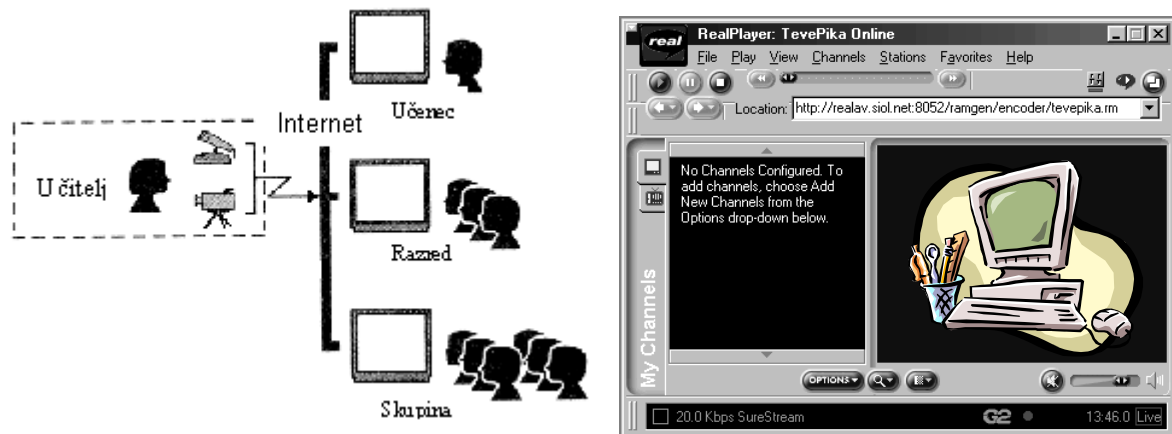 Učenec
Internet
Učitelj
Razred
Skupina
real
RealPlayer: TevePika Online
File Play View Channels Stations Favorites Help
Location: http://realav.siol.net:8052/ramgen/encoder/tevepika.rm
No Channels Configured. To
add channels, choose Add
New Channels from the
Options drop-down below.
My Channels
OPTIONS
20.0 Kbps SureStream G2 13:46.0 Live